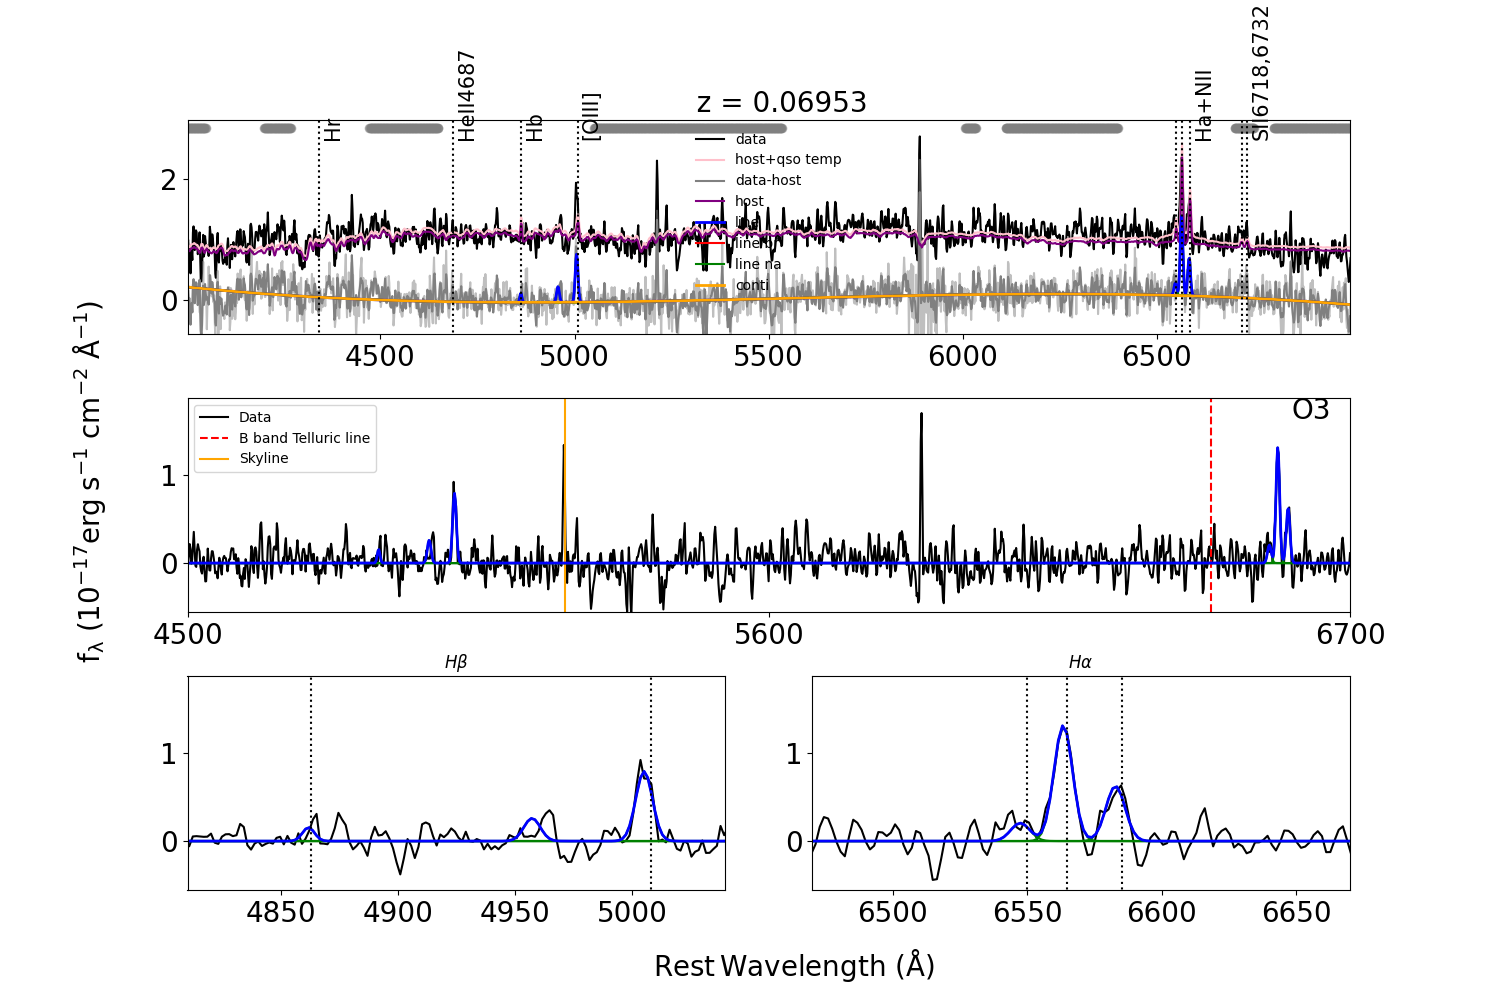 z = 0.06953
Hr
HeII4687
Hb
[OIII]
Ha+NII
SII6718,6732
data
host+qso temp
data-host
host
line
line br
line na
conti
2
0
4500 5000 5500 6000 6500
fλ (10⁻¹⁷erg s⁻¹ cm⁻² Å⁻¹)
O3
Data
B band Telluric line
Skyline
1
0
4500 5600 6700
Hβ
1
0
4850 4900 4950 5000
Hα
1
0
6500 6550 6600 6650
Rest Wavelength (Å)